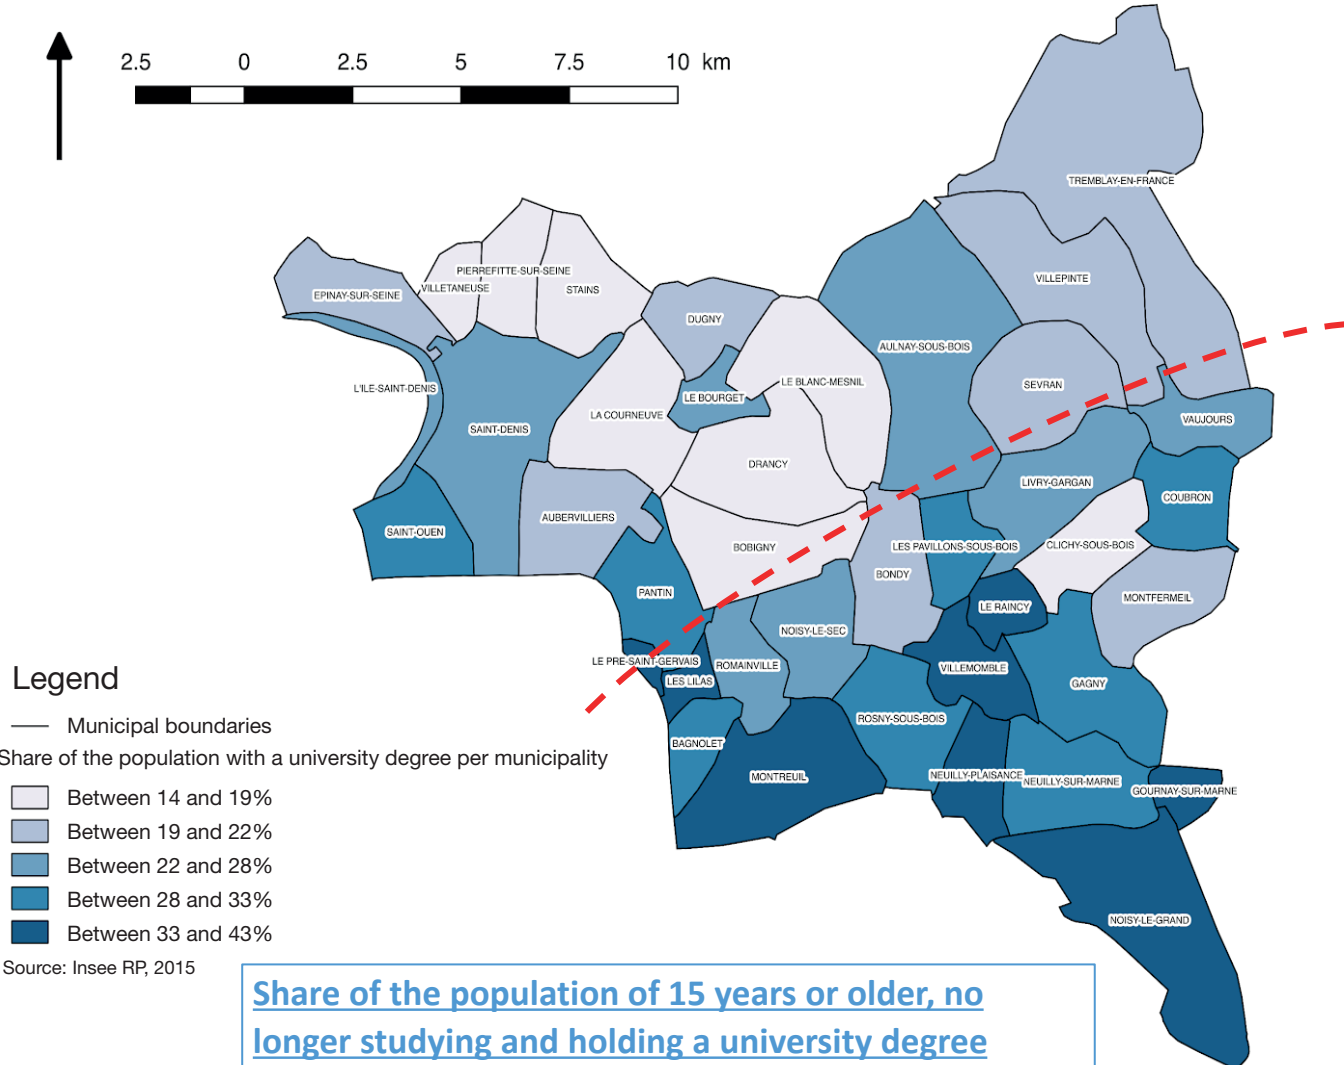 2.5 0 2.5 5 7.5 10 km
TREMBLAY-EN-FRANCE
PIERREFITTE-SUR-SEINE
VILLETANEUSE
STAINS
EPINAY-SUR-SEINE
VILLEPINTE
DUGNY
AULNAY-SOUS-BOIS
L'ILE-SAINT-DENIS
LE BLANC-MESNIL
SEVRAN
LE BOURGET
LA COURNEUVE
VAUJOURS
SAINT-DENIS
DRANCY
LIVRY-GARGAN
COUBRON
AUBERVILLIERS
SAINT-OUEN
BOBIGNY
LES PAVILLONS-SOUS-BOIS
CLICHY-SOUS-BOIS
BONDY
PANTIN
MONTFERMEIL
LE RAINCY
NOISY-LE-SEC
LE PRE-SAINT-GERVAIS
ROMAINVILLE
VILLEMOMBLE
LES LILAS
GAGNY
ROSNY-SOUS-BOIS
BAGNOLET
MONTREUIL
NEUILLY-PLAISANCE
NEUILLY-SUR-MARNE
GOURNAY-SUR-MARNE
NOISY-LE-GRAND
Legend
Municipal boundaries
Share of the population with a university degree per municipality
Between 14 and 19%
Between 19 and 22%
Between 22 and 28%
Between 28 and 33%
Between 33 and 43%
Source: Insee RP, 2015
Share of the population of 15 years or older, no
longer studying and holding a university degree